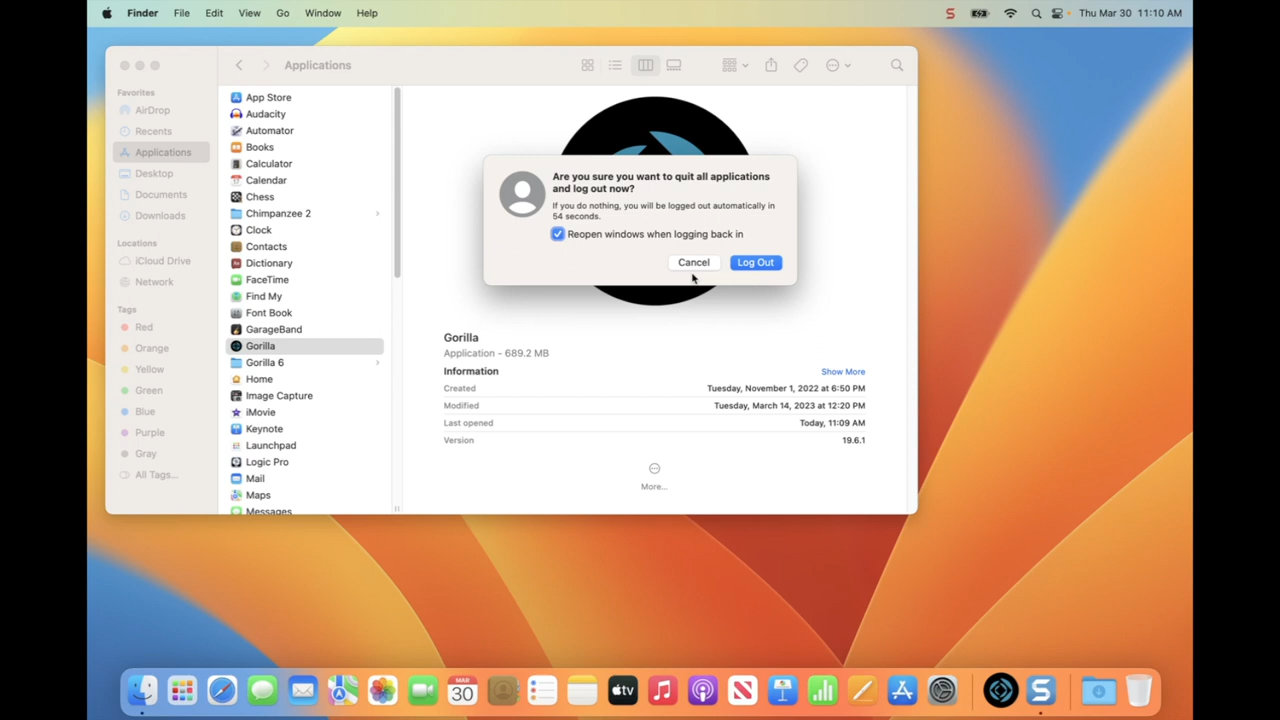 Finder File Edit View Go Window Help
Thu Mar 30 11:10 AM
Applications
Favorites
AirDrop
Recents
Applications
Desktop
Documents
Downloads
Locations
iCloud Drive
Network
Tags
Red
Orange
Yellow
Green
Blue
Purple
Gray
All Tags...
App Store
Audacity
Automator
Books
Calculator
Calendar
Chess
Chimpanzee 2
Clock
Contacts
Dictionary
FaceTime
Find My
Font Book
GarageBand
Gorilla
Gorilla 6
Home
Image Capture
iMovie
Keynote
Launchpad
Logic Pro
Mail
Maps
Messages
Are you sure you want to quit all applications
and log out now?
If you do nothing, you will be logged out automatically in
54 seconds.
Reopen windows when logging back in
Cancel Log Out
Gorilla
Application - 689.2 MB
Information Show More
Created Tuesday, November 1, 2022 at 6:50 PM
Modified Tuesday, March 14, 2023 at 12:20 PM
Last opened Today, 11:09 AM
Version 19.6.1
More...
MAR
30
tv